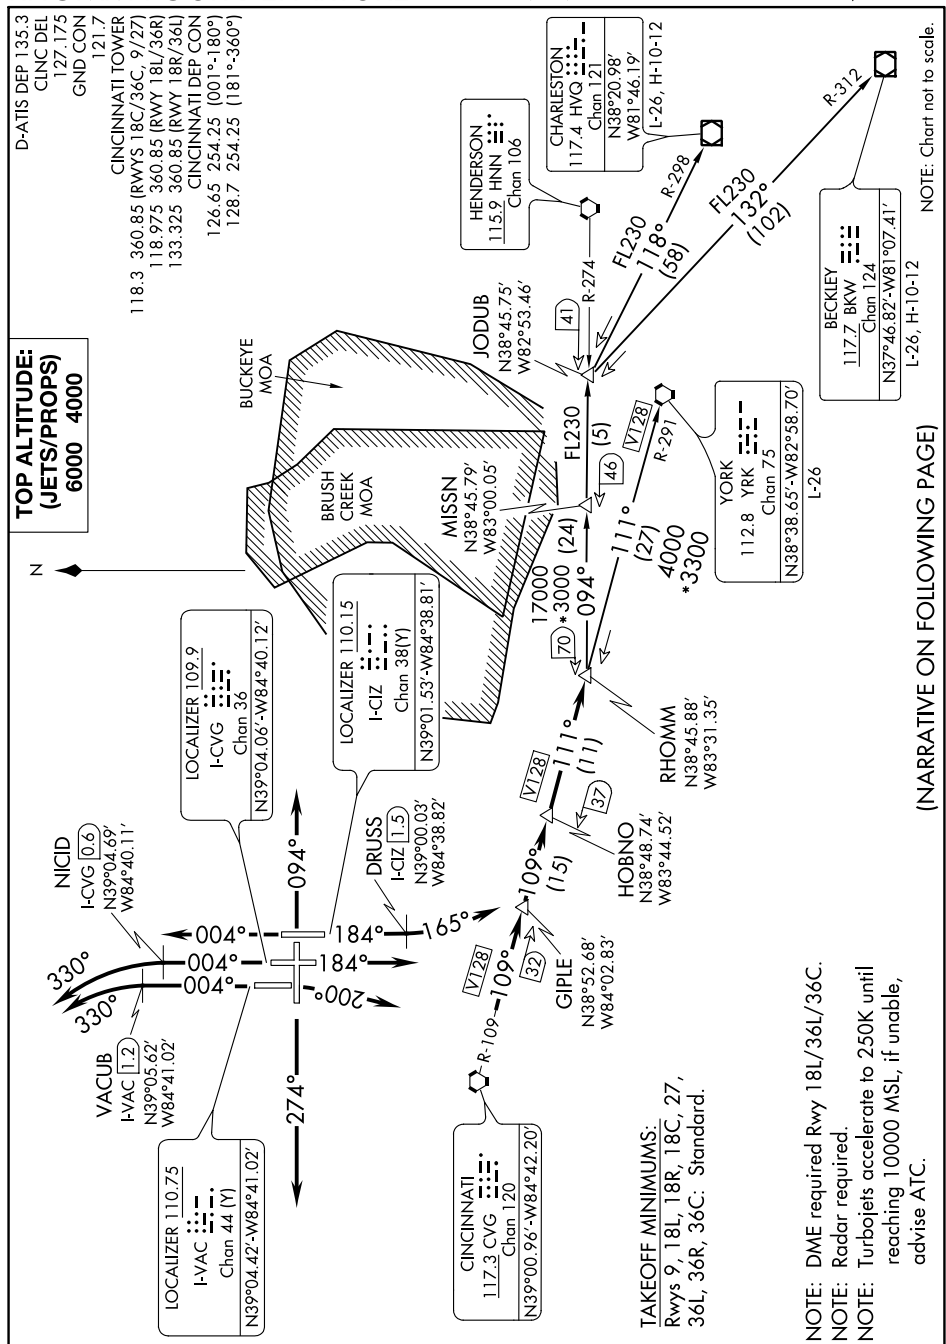 TOP ALTITUDE:
(JETS/PROPS)
6000 4000
D-ATIS DEP 135.3
CLNC DEL
127.175
GND CON
121.7
CINCINNATI TOWER
118.3 360.85 (RWYS 18C/36C, 9/27)
118.975 360.85 (RWY 18L/36R)
133.325 360.85 (RWY 18R/36L)
CINCINNATI DEP CON
126.65 254.25 (001°-180°)
128.7 254.25 (181°-360°)
N
NICID
I-CVG 0.6
N39°04.69'
W84°40.11'
VACUB
I-VAC 1.2
N39°05.62'
W84°41.02'
330°
330°
004°
004°
004°
LOCALIZER 110.75
I-VAC
Chan 44 (Y)
N39°04.42'-W84°41.02'
LOCALIZER 109.9
I-CVG
Chan 36
N39°04.06'-W84°40.12'
LOCALIZER 110.15
I-CIZ
Chan 38(Y)
N39°01.53'-W84°38.81'
274°
094°
200°
184°
184°
165°
DRUSS
I-CIZ 1.5
N39°00.03'
W84°38.82'
BUCKEYE
MOA
BRUSH
CREEK
MOA
CINCINNATI
117.3 CVG
Chan 120
N39°00.96'-W84°42.20'
R-109
109°
V128
32
GIPLE
N38°52.68'
W84°02.83'
109°
(15)
V128
37
HOBNO
N38°48.74'
W83°44.52'
111°
(11)
70
RHOMM
N38°45.88'
W83°31.35'
17000
*3000
094°
(24)
MISSN
N38°45.79'
W83°00.05'
46
FL230
(5)
JODUB
N38°45.75'
W82°53.46'
41
R-274
HENDERSON
115.9 HNN
Chan 106
111°
(27)
4000
*3300
V128
R-291
YORK
112.8 YRK
Chan 75
N38°38.65'-W82°58.70'
L-26
FL230
118°
(58)
R-298
CHARLESTON
117.4 HVQ
Chan 121
N38°20.98'
W81°46.19'
L-26, H-10-12
FL230
132°
(102)
R-312
BECKLEY
117.7 BKW
Chan 124
N37°46.82'-W81°07.41'
L-26, H-10-12
TAKEOFF MINIMUMS:
Rwys 9, 18L, 18R, 18C, 27,
36L, 36R, 36C: Standard.
NOTE: DME required Rwy 18L/36L/36C.
NOTE: Radar required.
NOTE: Turbojets accelerate to 250K until
reaching 10000 MSL, if unable,
advise ATC.
(NARRATIVE ON FOLLOWING PAGE)
NOTE: Chart not to scale.